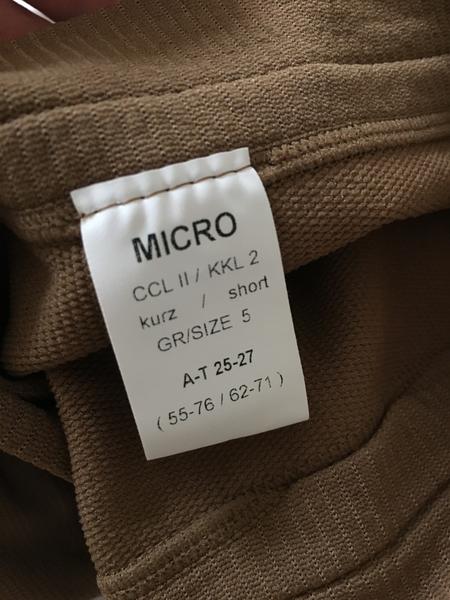 MICRO
CCL II / KKL 2
kurz / short
GR/SIZE 5
A-T 25-27
( 55-76 / 62-71 )